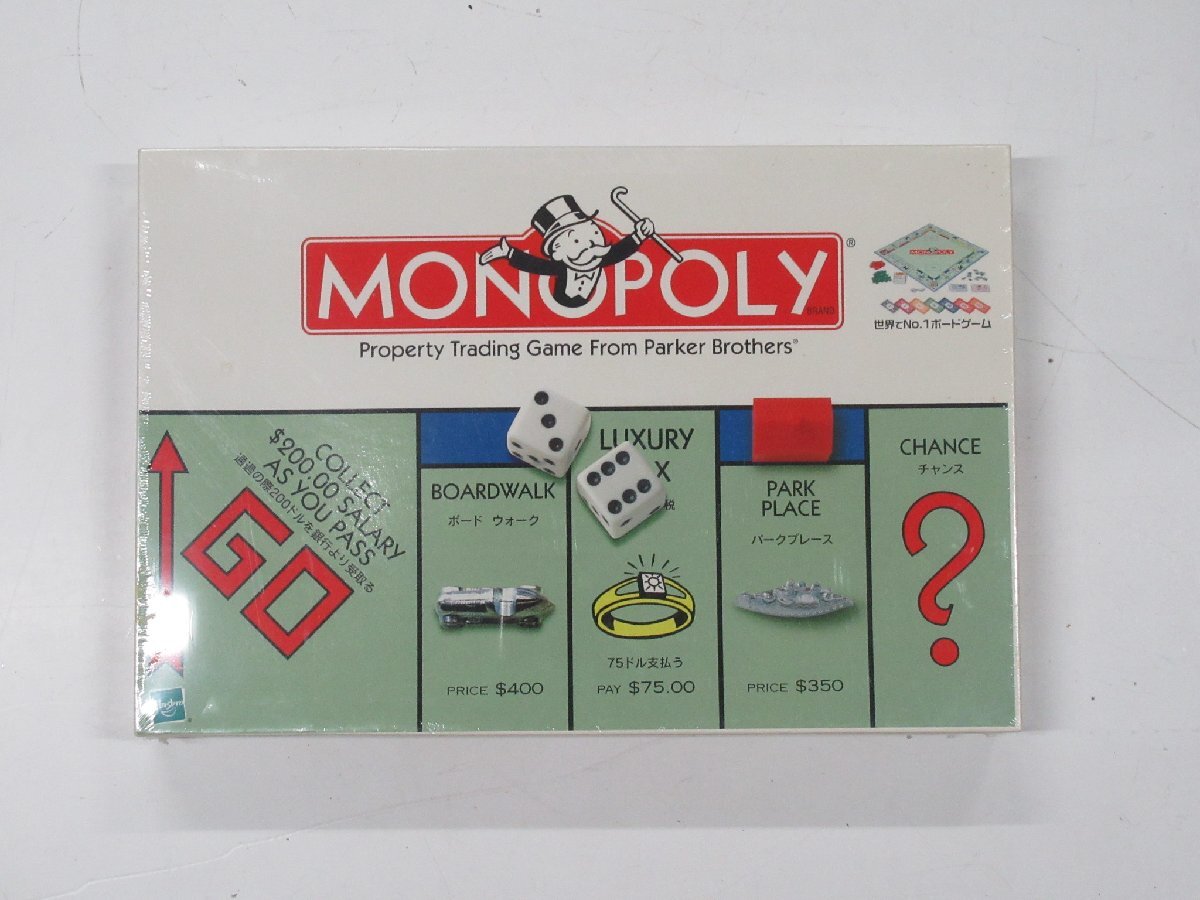 MONOPOLY
®
BRAND
Property Trading Game From Parker Brothers®
世界でNo.1ボードゲーム
COLLECT
$200.00 SALARY
AS YOU PASS
通過の際200ドルを銀行より受取る
GO
BOARDWALK
ボード ウォーク
PRICE $400
LUXURY
X
税
75ドル支払う
PAY $75.00
PARK
PLACE
パークプレース
PRICE $350
CHANCE
チャンス
?